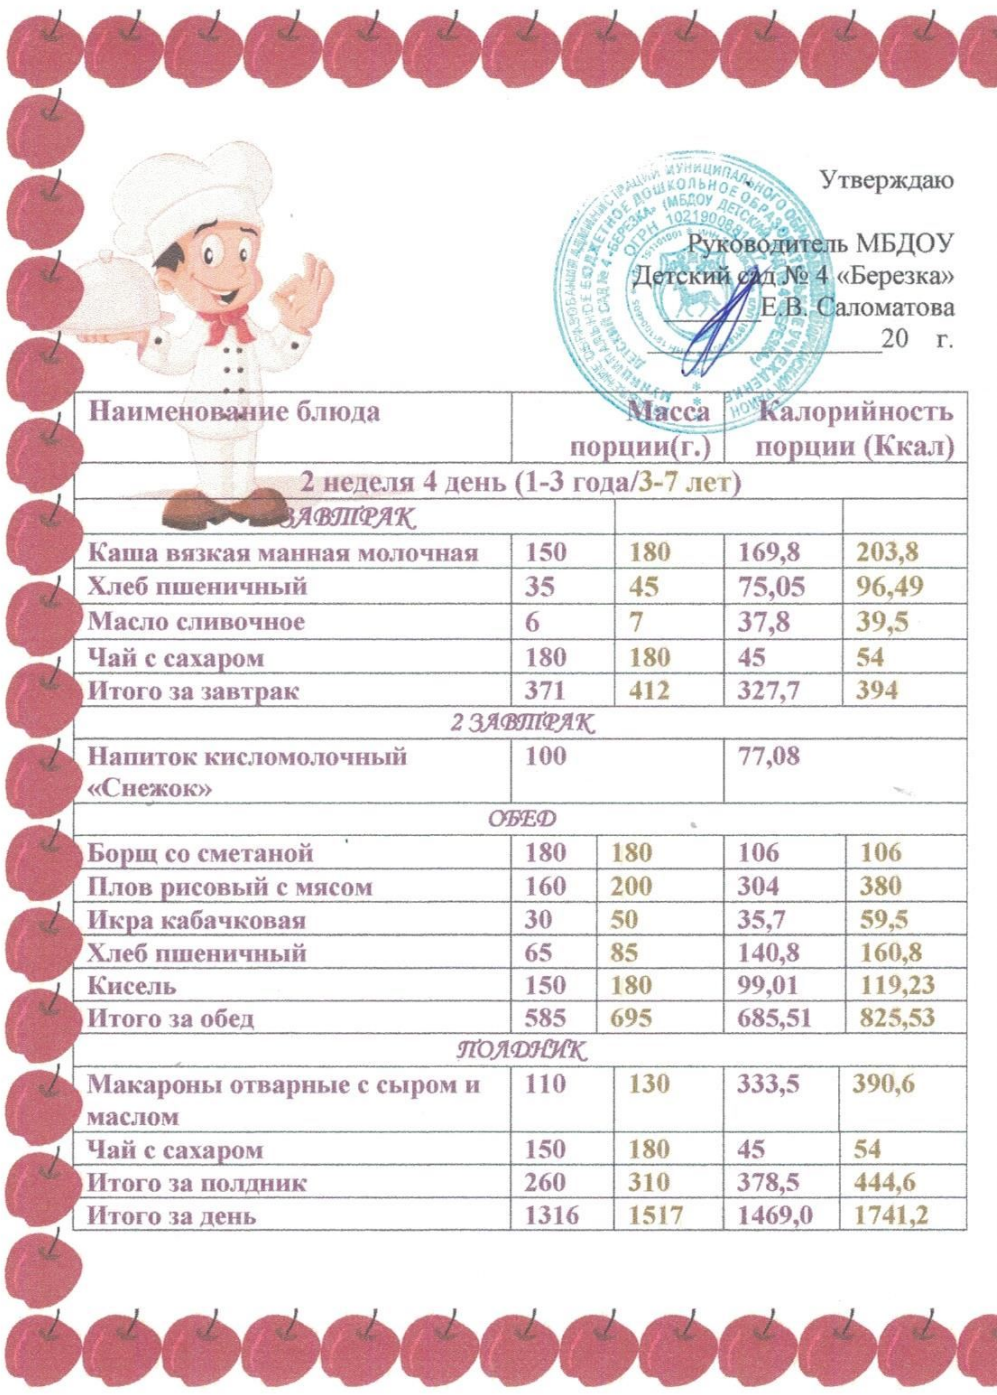 Утверждаю
Руководитель МБДОУ
Детский сад № 4 «Березка»
Е.В. Саломатова
20 г.
Наименование блюда Масса порции(г.) Калорийность порции (Ккал)
2 неделя 4 день (1-3 года/3-7 лет)
ЗАВТРАК
Каша вязкая манная молочная 150 180 169,8 203,8
Хлеб пшеничный 35 45 75,05 96,49
Масло сливочное 6 7 37,8 39,5
Чай с сахаром 180 180 45 54
Итого за завтрак 371 412 327,7 394
2 ЗАВТРАК
Напиток кисломолочный 100 77,08
«Снежок»
ОБЕД
Борщ со сметаной 180 180 106 106
Плов рисовый с мясом 160 200 304 380
Икра кабачковая 30 50 35,7 59,5
Хлеб пшеничный 65 85 140,8 160,8
Кисель 150 180 99,01 119,23
Итого за обед 585 695 685,51 825,53
ПОЛДНИК
Макароны отварные с сыром и 110 130 333,5 390,6
маслом
Чай с сахаром 150 180 45 54
Итого за полдник 260 310 378,5 444,6
Итого за день 1316 1517 1469,0 1741,2